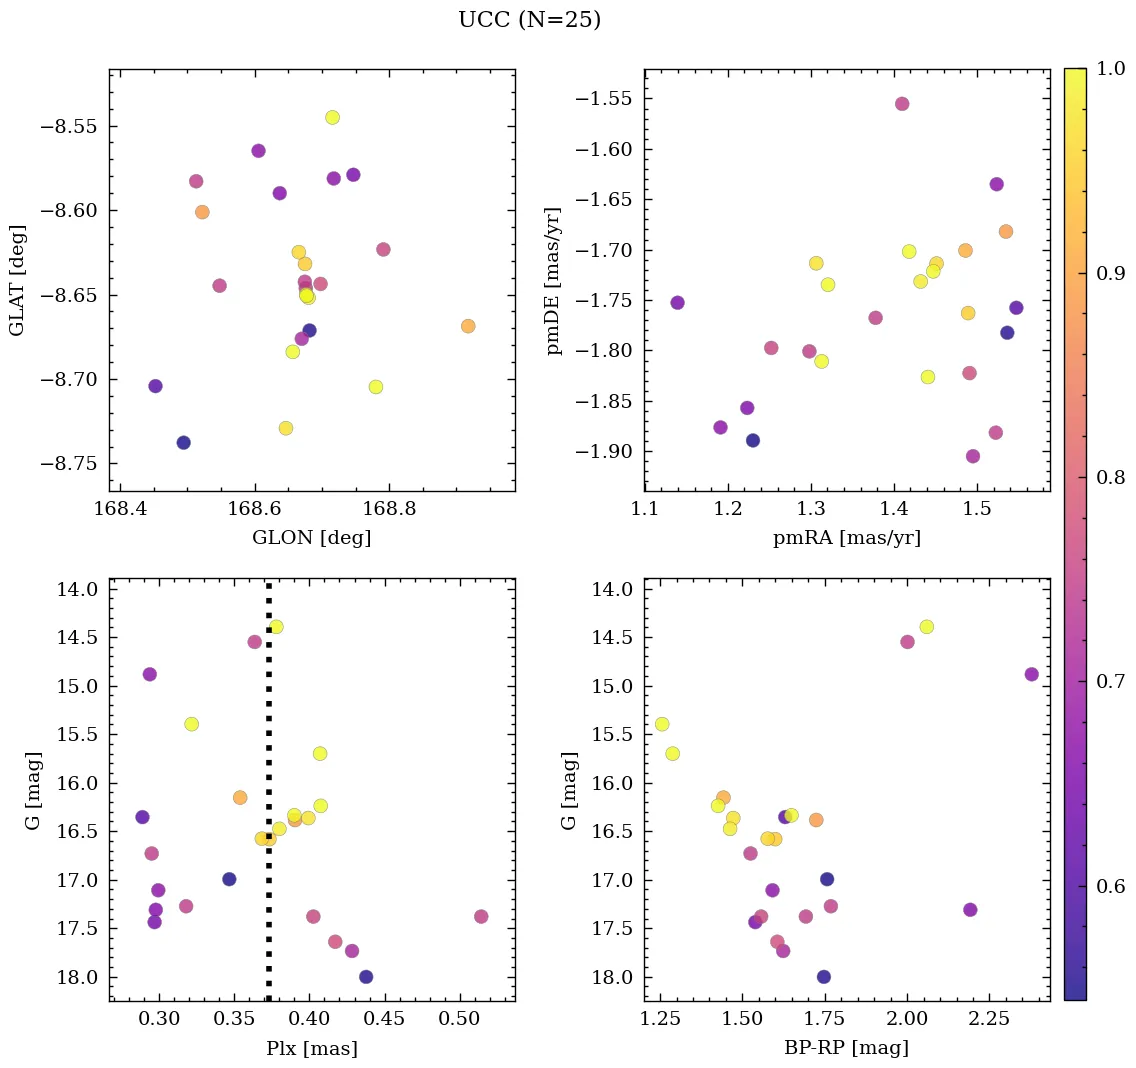 UCC (N=25)
−8.55
−8.60
−8.65
−8.70
−8.75
GLAT [deg]
168.4 168.6 168.8
GLON [deg]
−1.55
−1.60
−1.65
−1.70
−1.75
−1.80
−1.85
−1.90
pmDE [mas/yr]
1.1 1.2 1.3 1.4 1.5
pmRA [mas/yr]
14.0
14.5
15.0
15.5
16.0
16.5
17.0
17.5
18.0
G [mag]
0.30 0.35 0.40 0.45 0.50
Plx [mas]
14.0
14.5
15.0
15.5
16.0
16.5
17.0
17.5
18.0
G [mag]
1.25 1.50 1.75 2.00 2.25
BP-RP [mag]
1.0
0.9
0.8
0.7
0.6